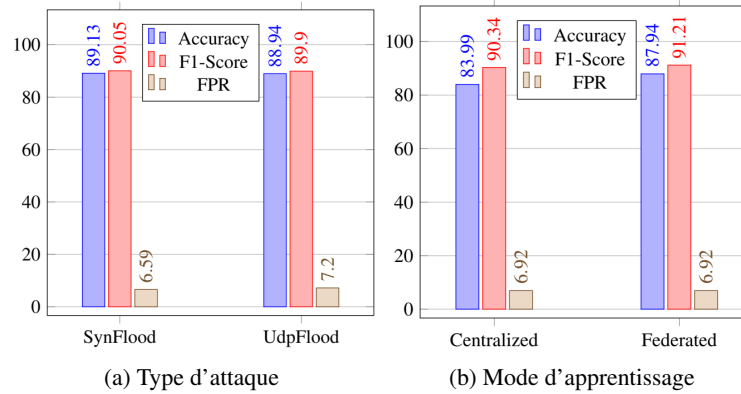 100
80
60
40
20
0
89.13
90.05
6.59
88.94
89.9
7.2
Accuracy
F1-Score
FPR
SynFlood
UdpFlood
(a) Type d'attaque
100
80
60
40
20
0
83.99
90.34
6.92
87.94
91.21
6.92
Accuracy
F1-Score
FPR
Centralized
Federated
(b) Mode d'apprentissage